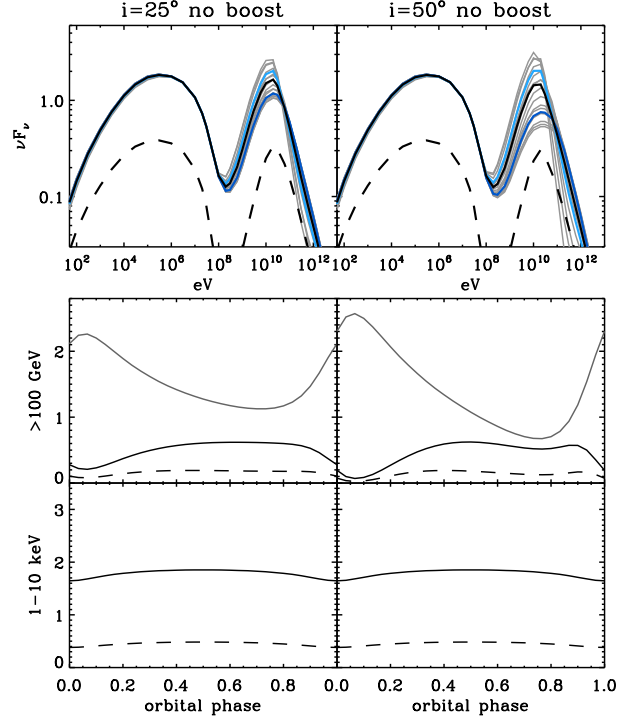 i=25° no boost i=50° no boost
νFν
1.0
0.1
10² 10⁴ 10⁶ 10⁸ 10¹⁰ 10¹² 10² 10⁴ 10⁶ 10⁸ 10¹⁰ 10¹²
eV eV
>100 GeV
2
1
0
1-10 keV
3
2
1
0
0.0 0.2 0.4 0.6 0.8 0.0 0.2 0.4 0.6 0.8 1.0
orbital phase orbital phase